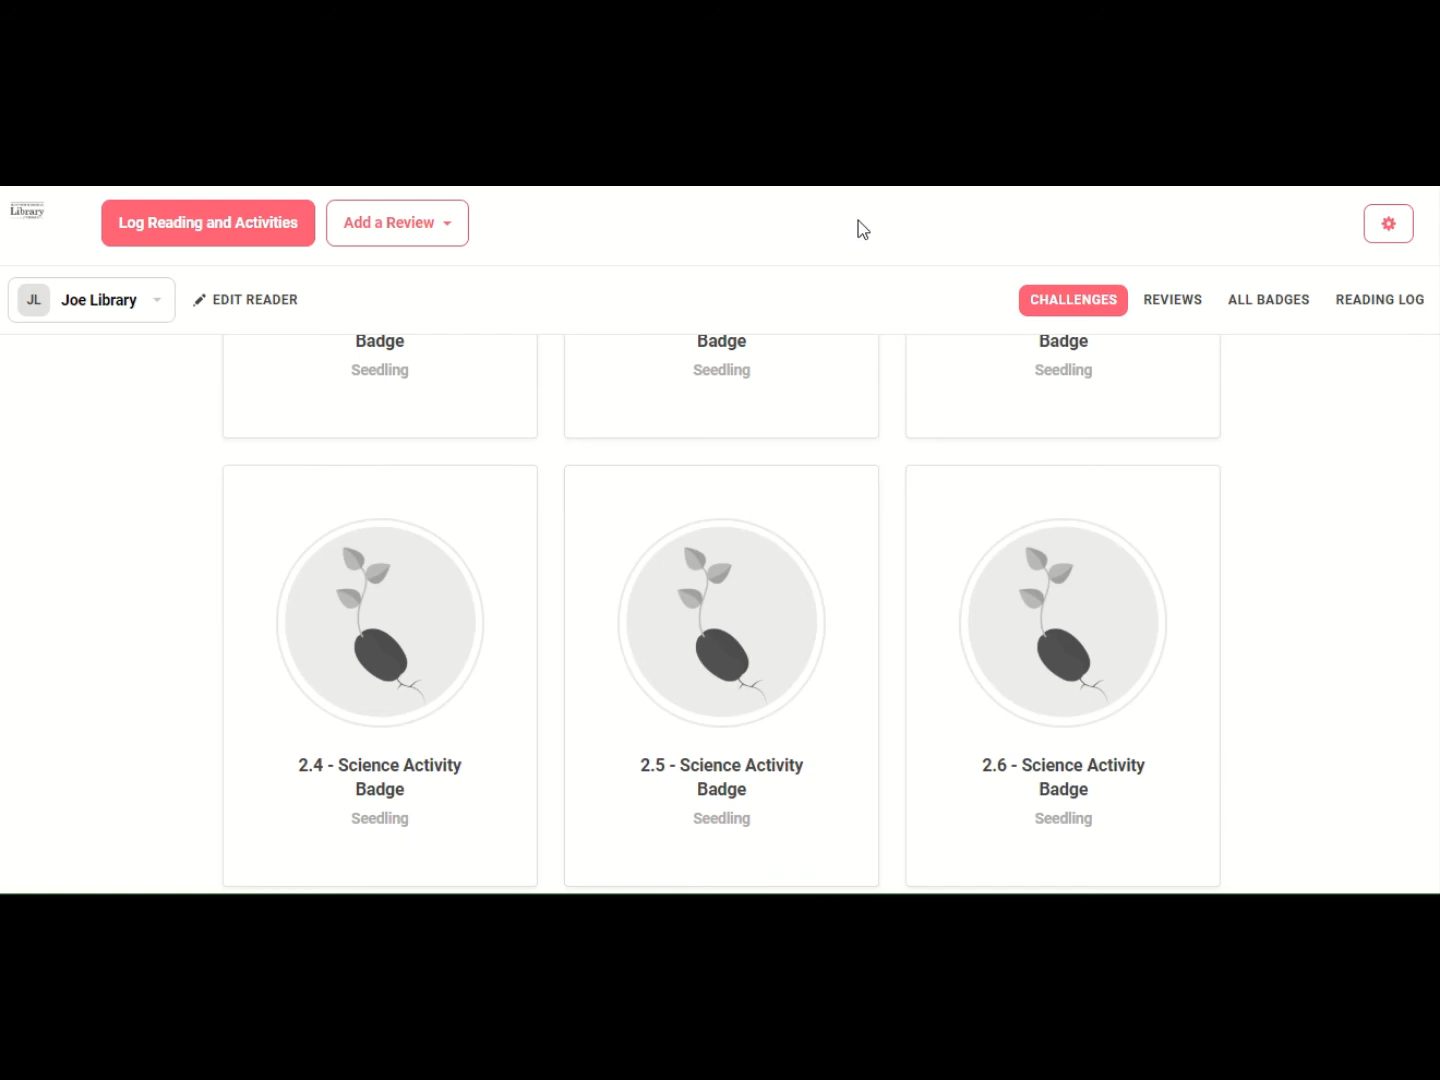 Library
Log Reading and Activities
Add a Review
JL
Joe Library
EDIT READER
CHALLENGES
REVIEWS
ALL BADGES
READING LOG
Badge
Seedling
Badge
Seedling
Badge
Seedling
2.4 - Science Activity
Badge
Seedling
2.5 - Science Activity
Badge
Seedling
2.6 - Science Activity
Badge
Seedling